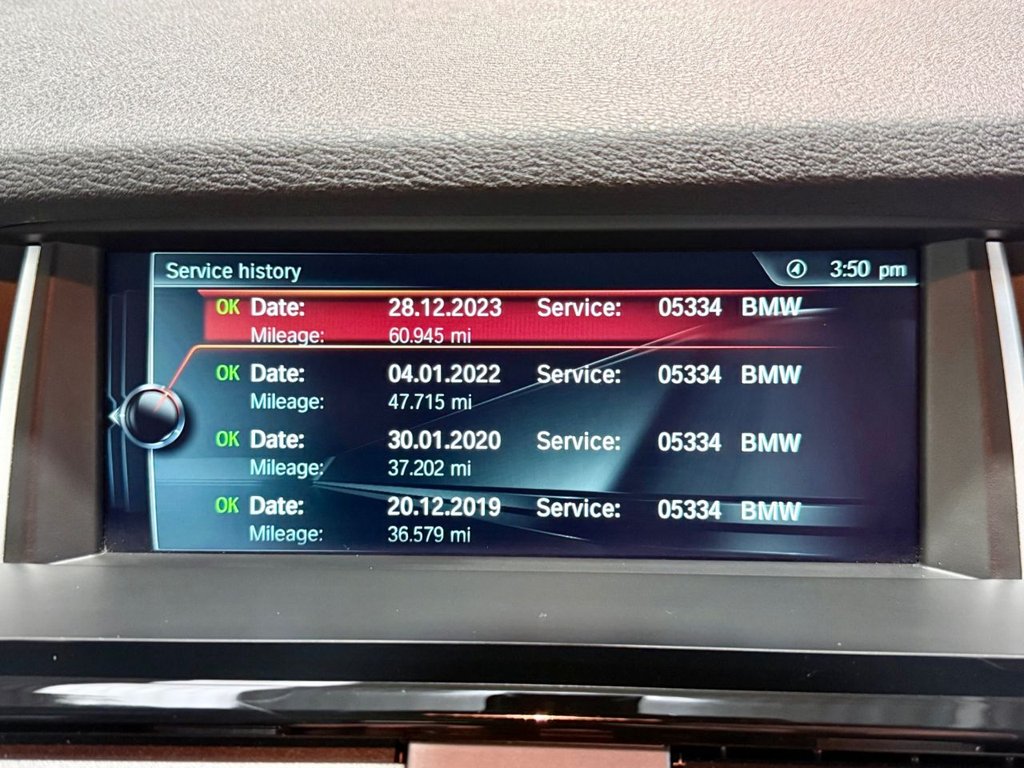 Service history 3:50 pm
OK Date: 28.12.2023 Service: 05334 BMW
Mileage: 60.945 mi
OK Date: 04.01.2022 Service: 05334 BMW
Mileage: 47.715 mi
OK Date: 30.01.2020 Service: 05334 BMW
Mileage: 37.202 mi
OK Date: 20.12.2019 Service: 05334 BMW
Mileage: 36.579 mi